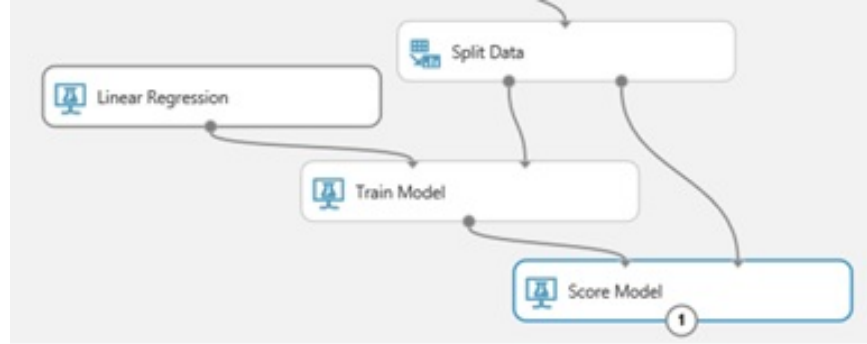 Split Data
Linear Regression
Train Model
Score Model
1